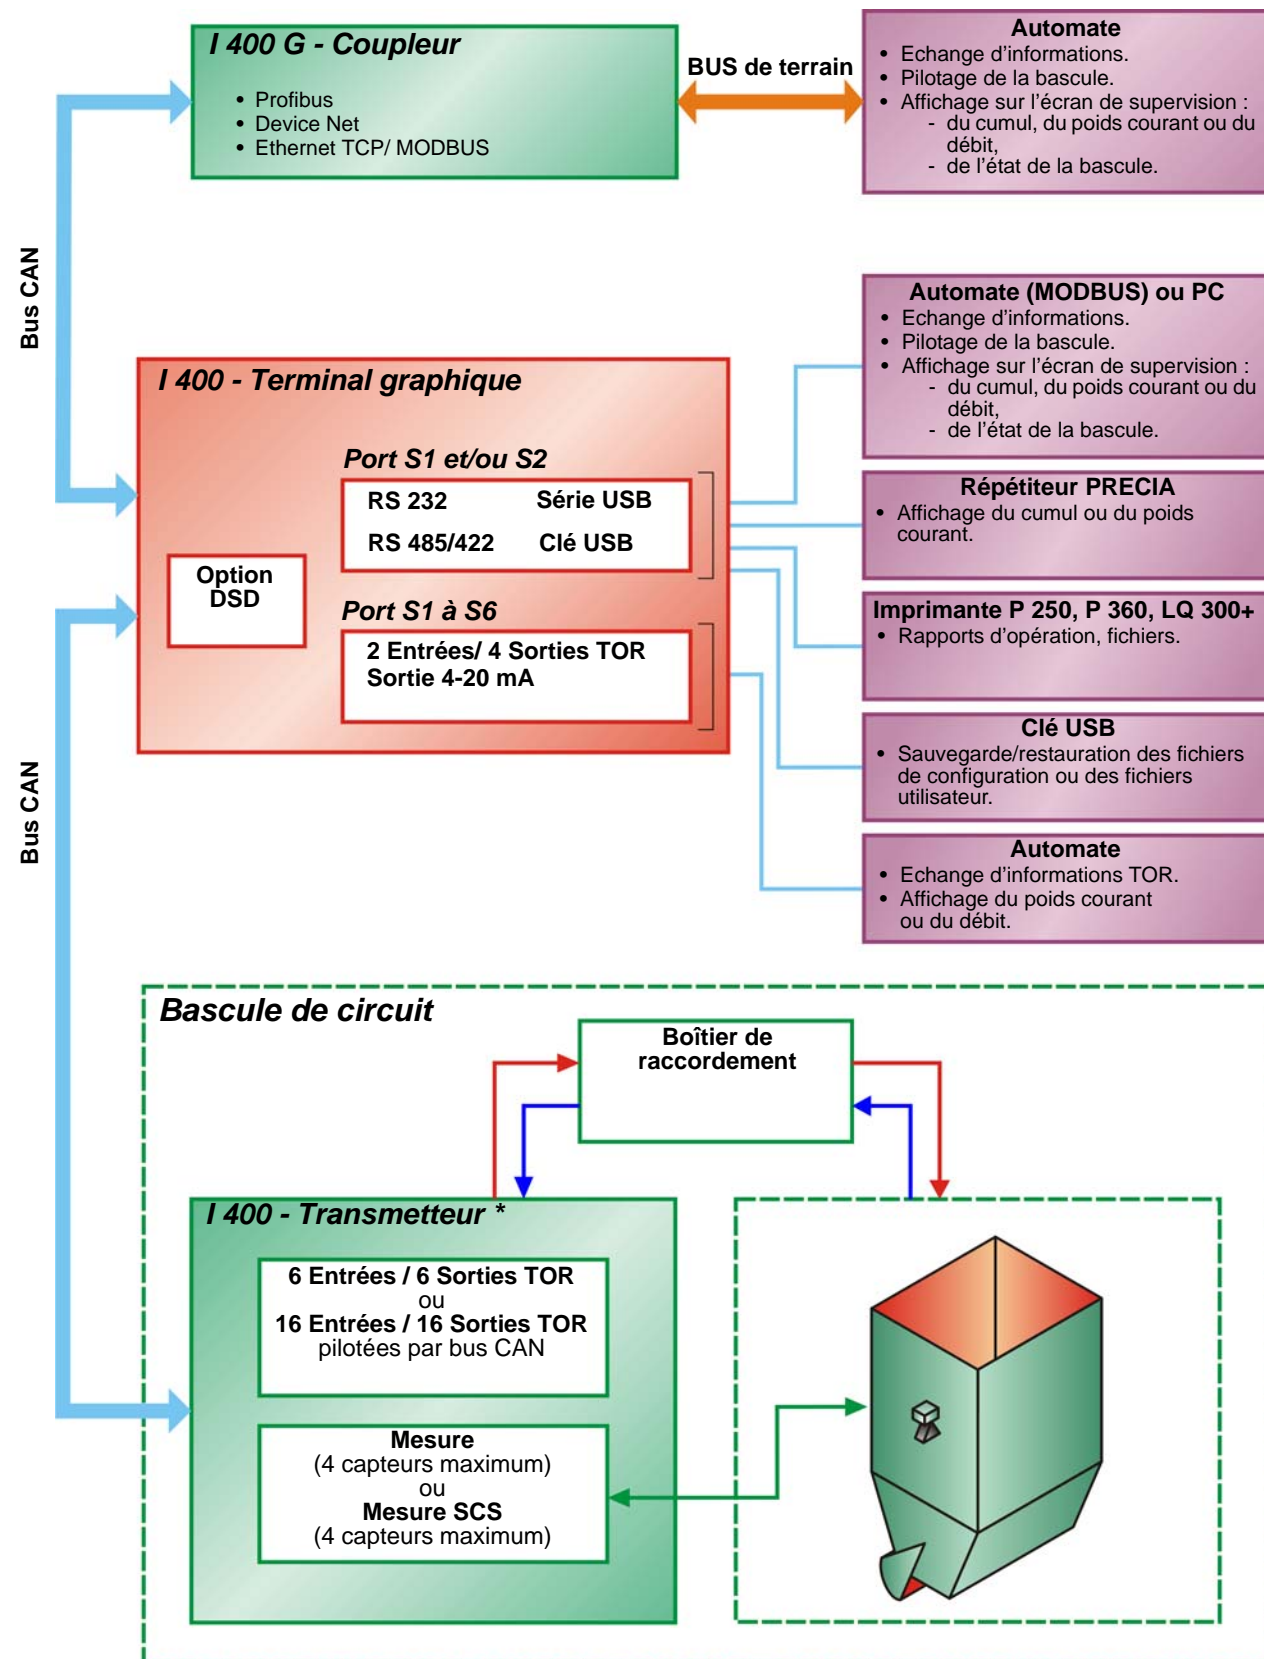 I 400 G - Coupleur
• Profibus
• Device Net
• Ethernet TCP/ MODBUS
BUS de terrain
Automate
• Echange d'informations.
• Pilotage de la bascule.
• Affichage sur l'écran de supervision :
- du cumul, du poids courant ou du
débit,
- de l'état de la bascule.
Bus CAN
Automate (MODBUS) ou PC
• Echange d'informations.
• Pilotage de la bascule.
• Affichage sur l'écran de supervision :
- du cumul, du poids courant ou du
débit,
- de l'état de la bascule.
I 400 - Terminal graphique
Port S1 et/ou S2
RS 232 Série USB
RS 485/422 Clé USB
Option
DSD
Port S1 à S6
2 Entrées/ 4 Sorties TOR
Sortie 4-20 mA
Répétiteur PRECIA
• Affichage du cumul ou du poids
courant.
Imprimante P 250, P 360, LQ 300+
• Rapports d'opération, fichiers.
Clé USB
• Sauvegarde/restauration des fichiers
de configuration ou des fichiers
utilisateur.
Automate
• Echange d'informations TOR.
• Affichage du poids courant
ou du débit.
Bus CAN
Bascule de circuit
Boîtier de
raccordement
I 400 - Transmetteur *
6 Entrées / 6 Sorties TOR
ou
16 Entrées / 16 Sorties TOR
pilotées par bus CAN
Mesure
(4 capteurs maximum)
ou
Mesure SCS
(4 capteurs maximum)